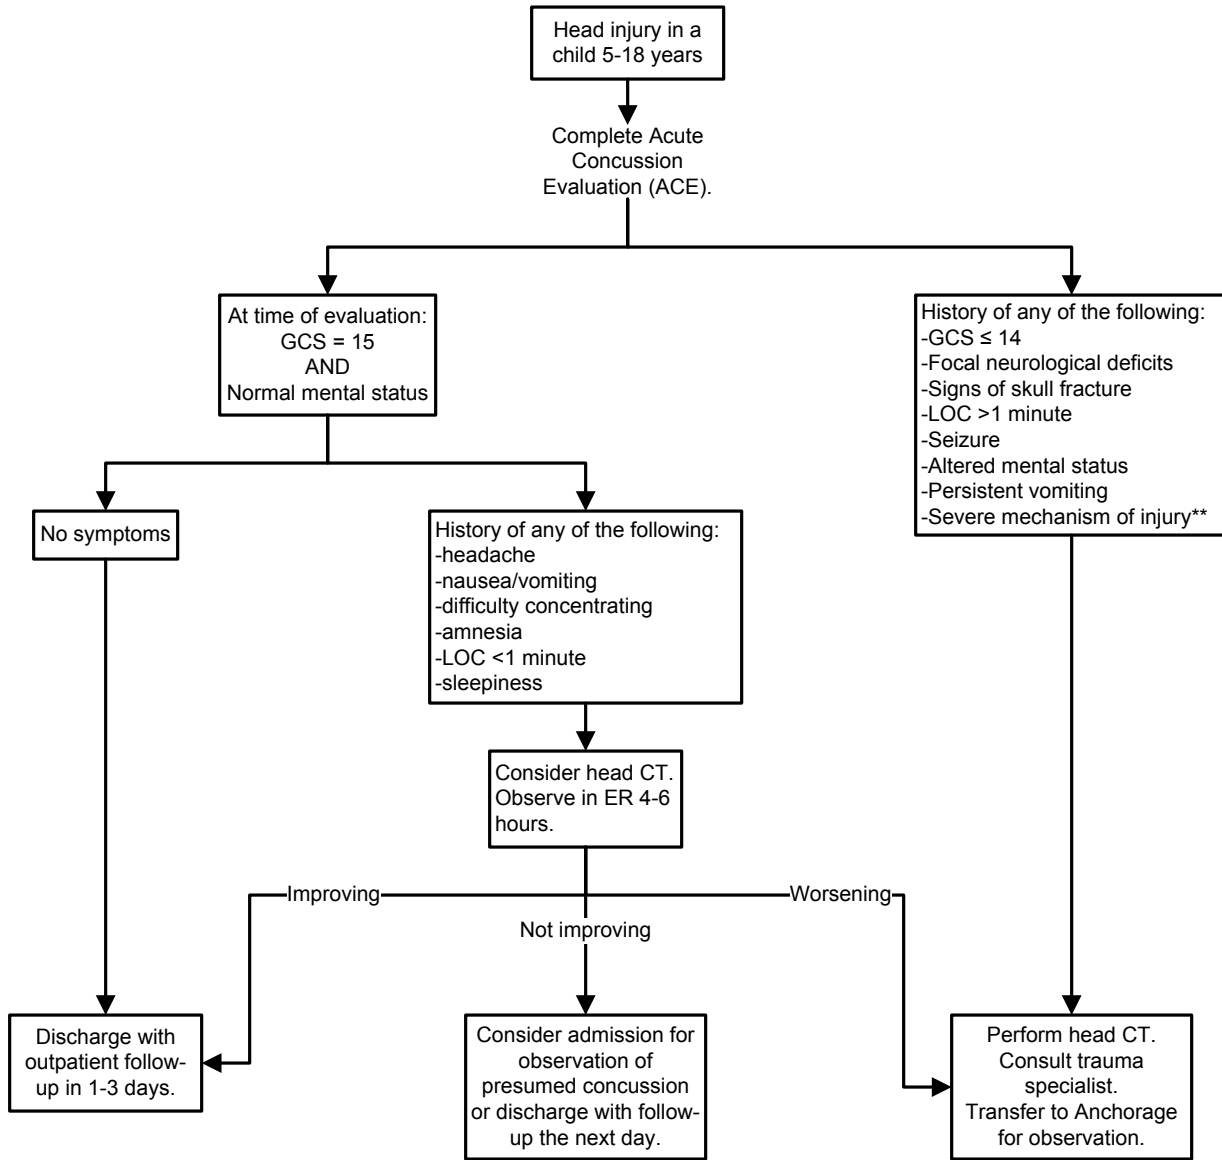 Head injury in a
child 5-18 years
Complete Acute
Concussion
Evaluation (ACE).
At time of evaluation:
GCS = 15
AND
Normal mental status
History of any of the following:
-GCS ≤ 14
-Focal neurological deficits
-Signs of skull fracture
-LOC >1 minute
-Seizure
-Altered mental status
-Persistent vomiting
-Severe mechanism of injury**
No symptoms
History of any of the following:
-headache
-nausea/vomiting
-difficulty concentrating
-amnesia
-LOC <1 minute
-sleepiness
Consider head CT.
Observe in ER 4-6
hours.
Improving
Not improving
Worsening
Discharge with
outpatient follow-
up in 1-3 days.
Consider admission for
observation of
presumed concussion
or discharge with follow-
up the next day.
Perform head CT.
Consult trauma
specialist.
Transfer to Anchorage
for observation.